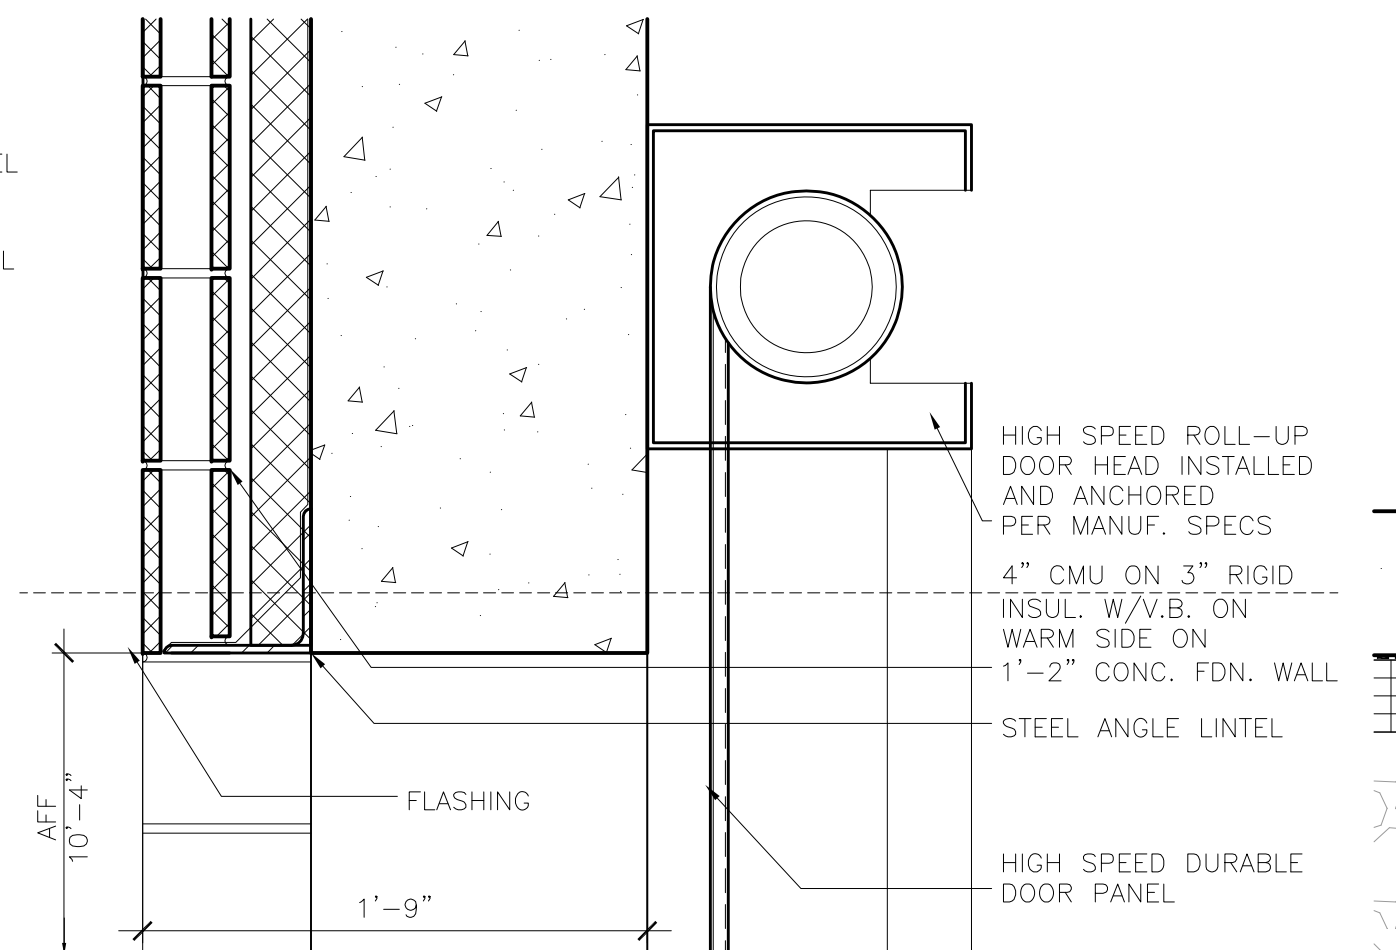 EL
L
HIGH SPEED ROLL-UP
DOOR HEAD INSTALLED
AND ANCHORED
PER MANUF. SPECS
4" CMU ON 3" RIGID
INSUL. W/V.B. ON
WARM SIDE ON
1'-2" CONC. FDN. WALL
STEEL ANGLE LINTEL
FLASHING
AFF
10'-4"
HIGH SPEED DURABLE
DOOR PANEL
1'-9"